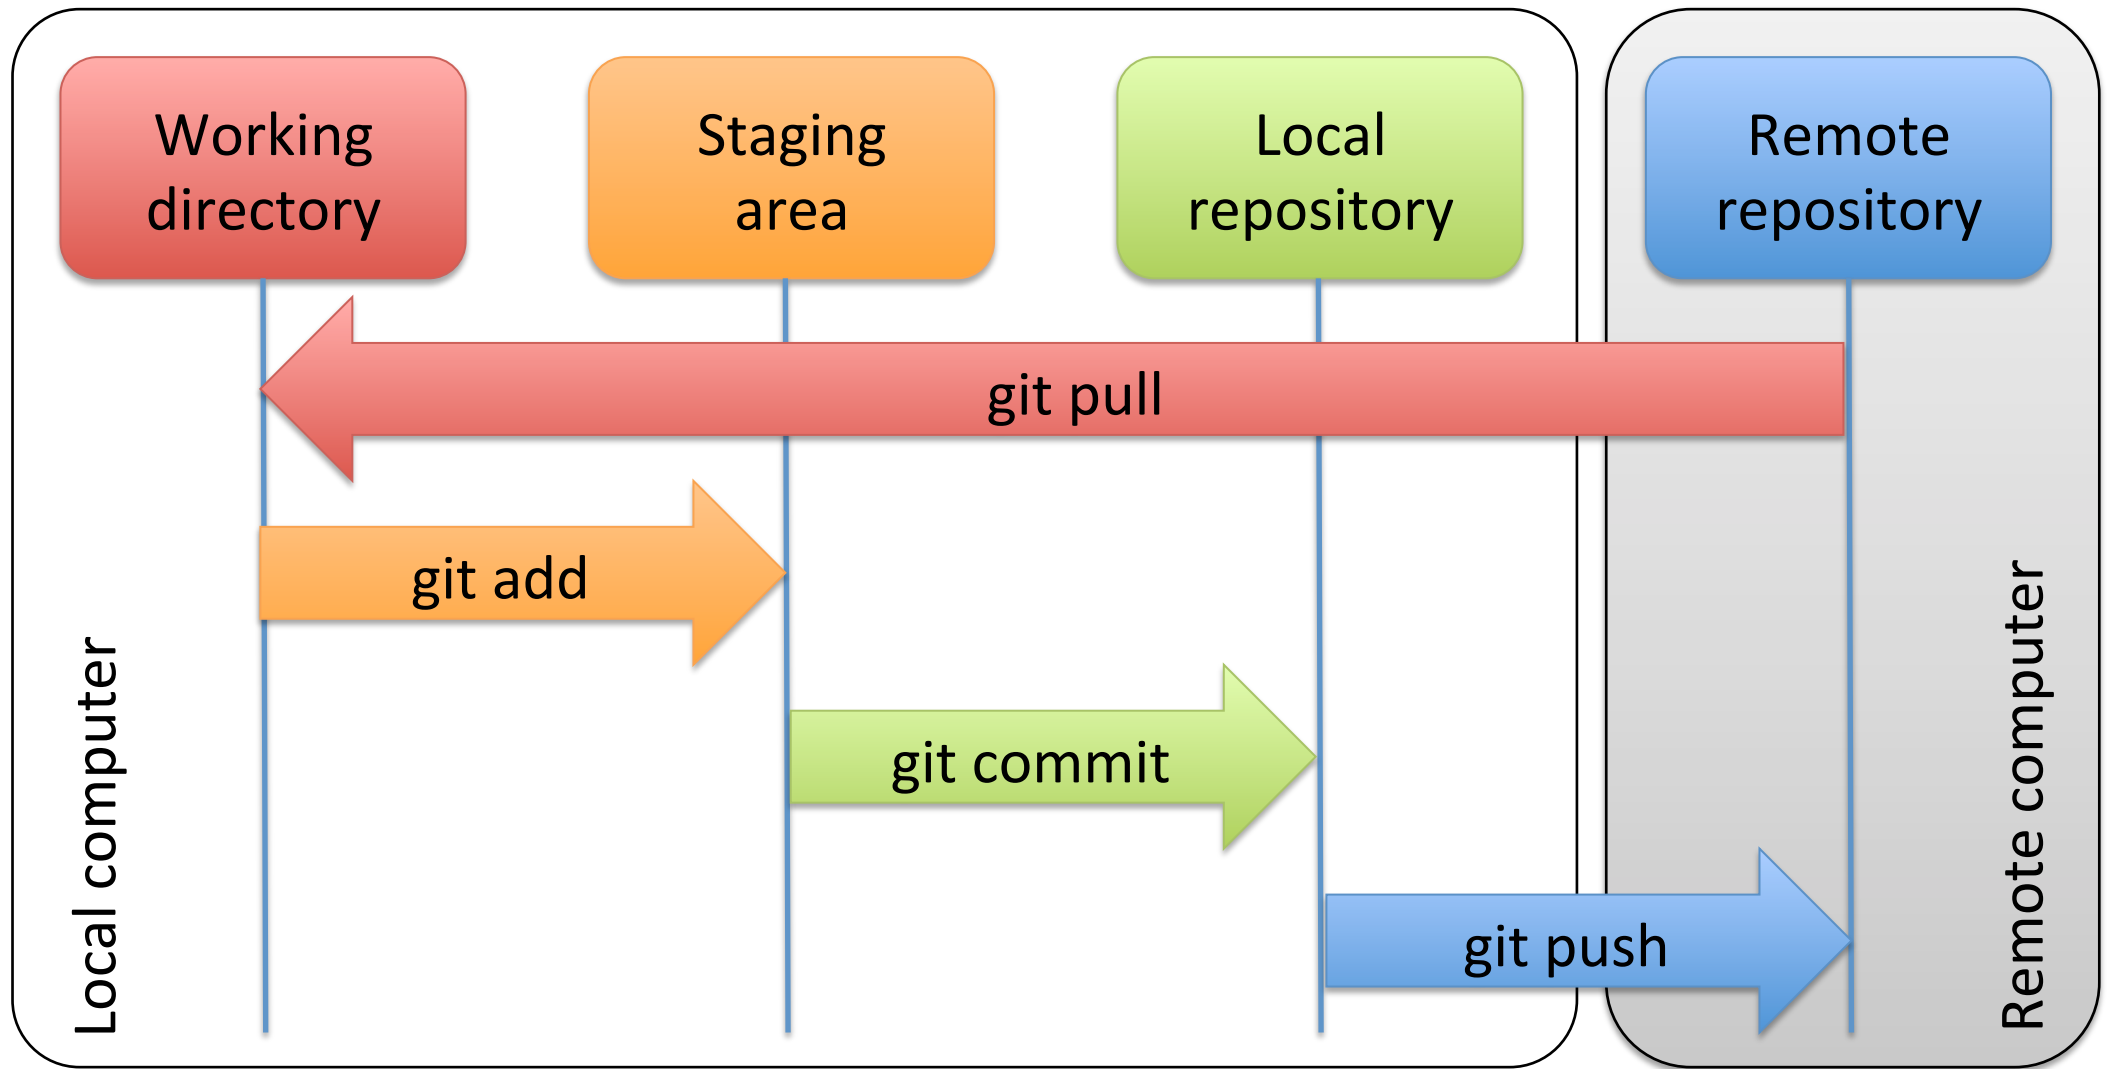 Working
directory
Staging
area
Local
repository
Remote
repository
git pull
git add
git commit
git push
Local computer
Remote computer